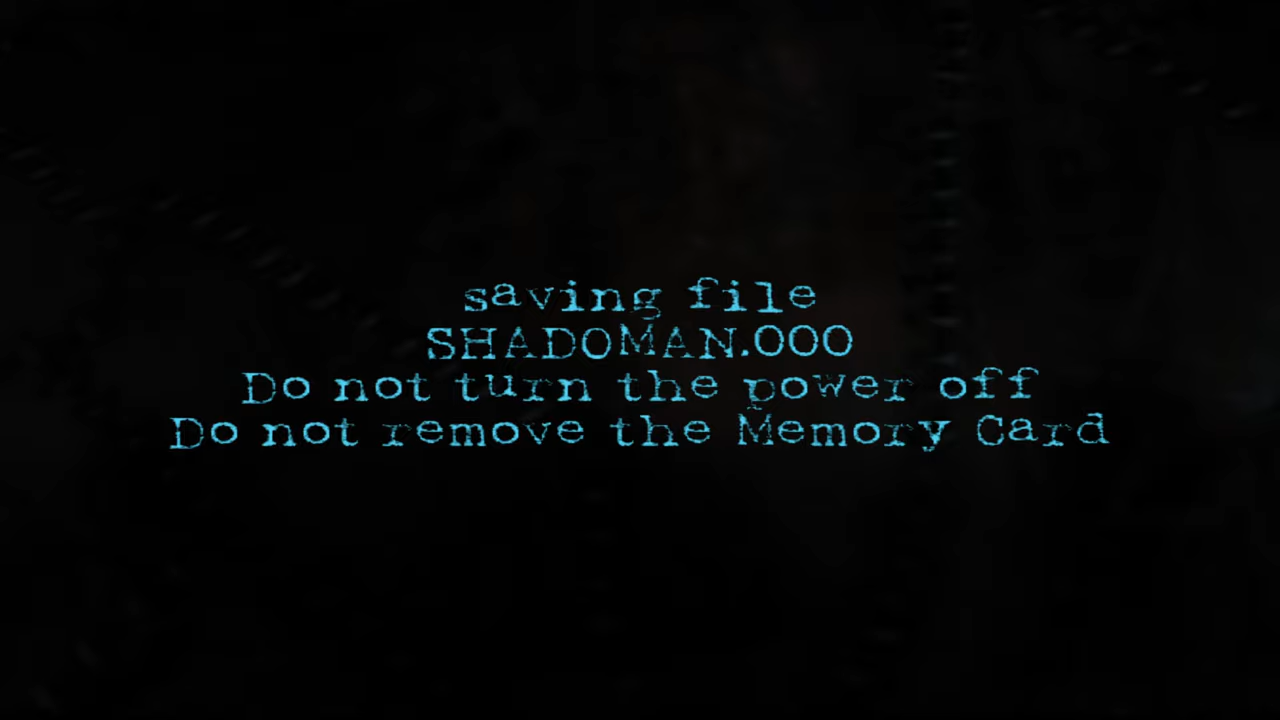 saving file
SHADOMAN.000
Do not turn the power off
Do not remove the Memory Card